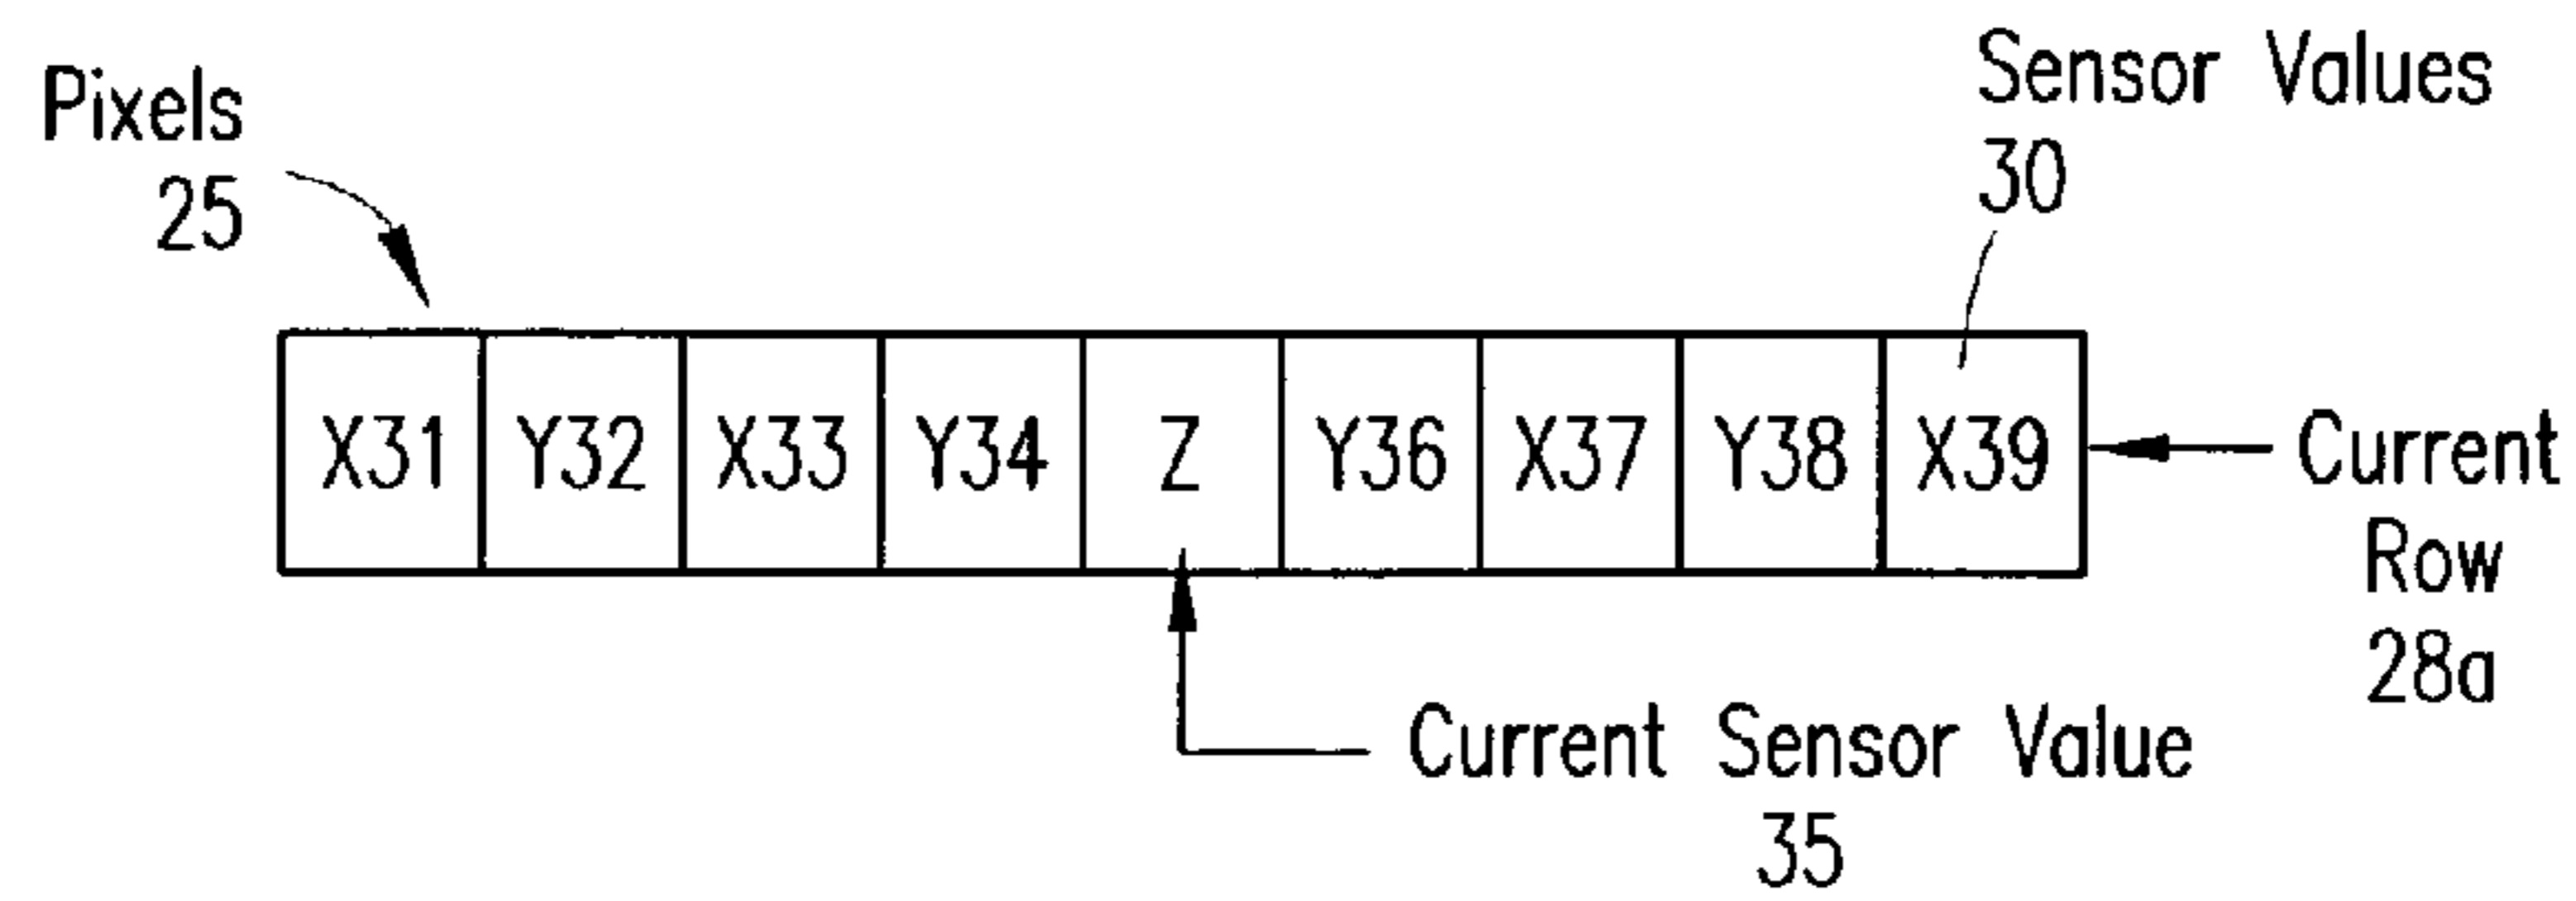 Pixels
25
Sensor Values
30
X31 Y32 X33 Y34 Z Y36 X37 Y38 X39
Current
Row
28a
Current Sensor Value
35